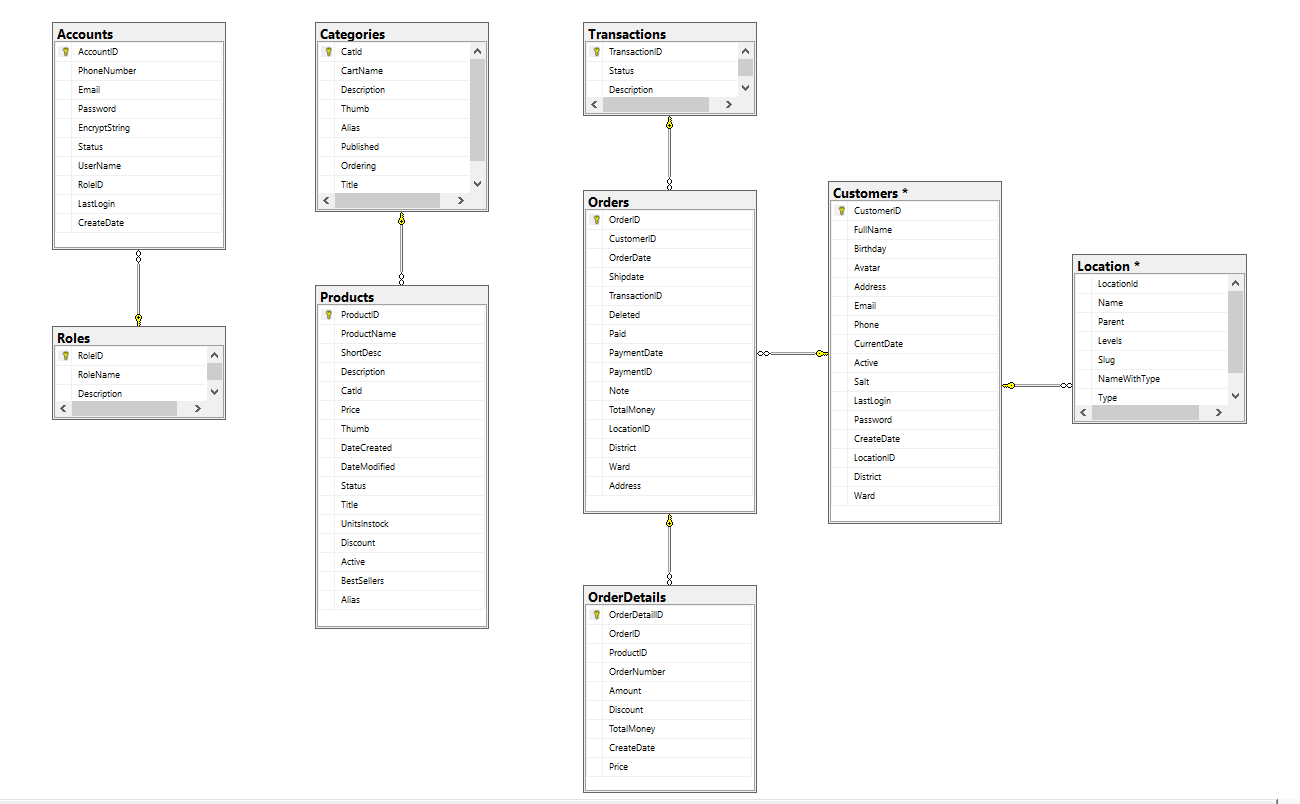 Accounts
AccountID
PhoneNumber
Email
Password
EncryptString
Status
UserName
RoleID
LastLogin
CreateDate
Roles
RoleID
RoleName
Description
Categories
CatId
CartName
Description
Thumb
Alias
Published
Ordering
Title
Products
ProductID
ProductName
ShortDesc
Description
CatId
Price
Thumb
DateCreated
DateModified
Status
Title
UnitsInstock
Discount
Active
BestSellers
Alias
Transactions
TransactionID
Status
Description
Orders
OrderID
CustomerID
OrderDate
Shipdate
TransactionID
Deleted
Paid
PaymentDate
PaymentID
Note
TotalMoney
LocationID
District
Ward
Address
OrderDetails
OrderDetailID
OrderID
ProductID
OrderNumber
Amount
Discount
TotalMoney
CreateDate
Price
Customers *
CustomerID
FullName
Birthday
Avatar
Address
Email
Phone
CurrentDate
Active
Salt
LastLogin
Password
CreateDate
LocationID
District
Ward
Location *
LocationId
Name
Parent
Levels
Slug
NameWithType
Type